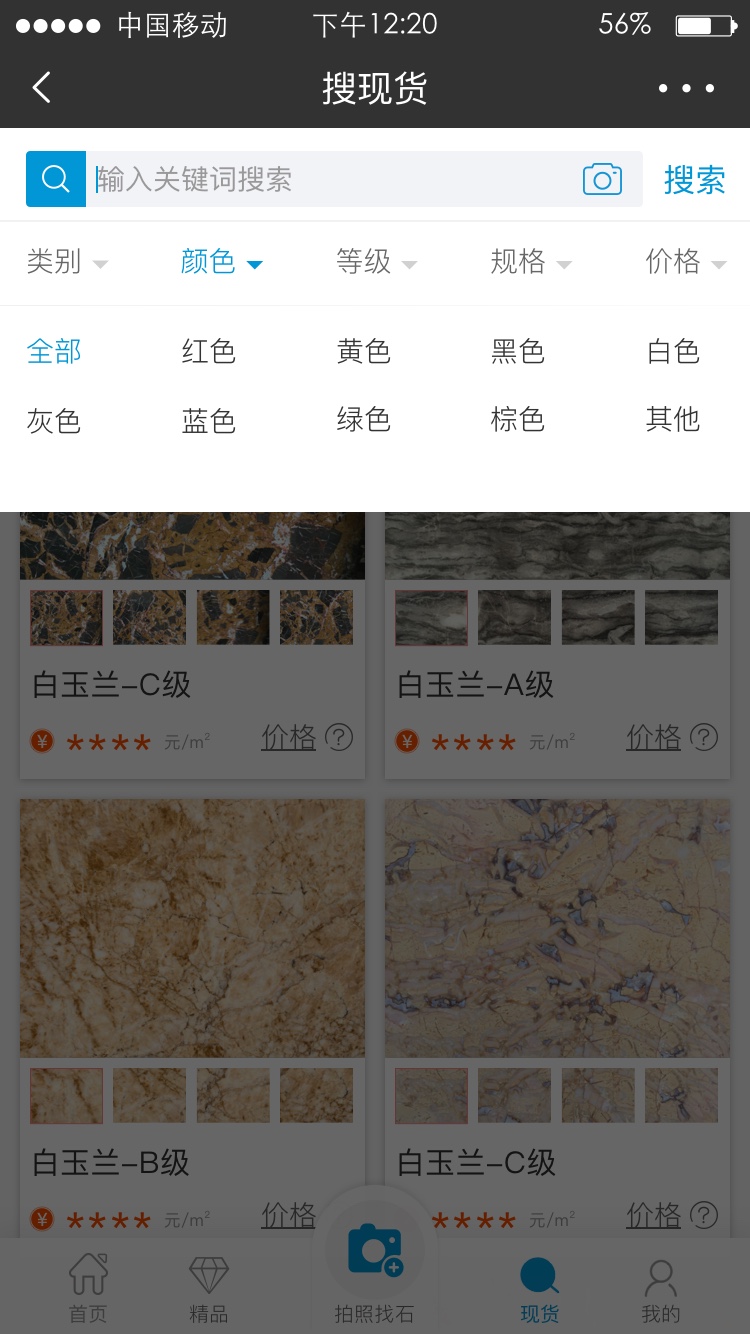 中国移动 下午12:20 56%
搜现货
输入关键词搜索 搜索
类别 颜色 等级 规格 价格
全部 红色 黄色 黑色 白色
灰色 蓝色 绿色 棕色 其他
白玉兰-C级 白玉兰-A级
¥ **** 元/m² 价格 ? ¥ **** 元/m² 价格 ?
白玉兰-B级 白玉兰-C级
¥ **** 元/m² 价格 **** 元/m² 价格 ?
首页 精品 拍照找石 现货 我的